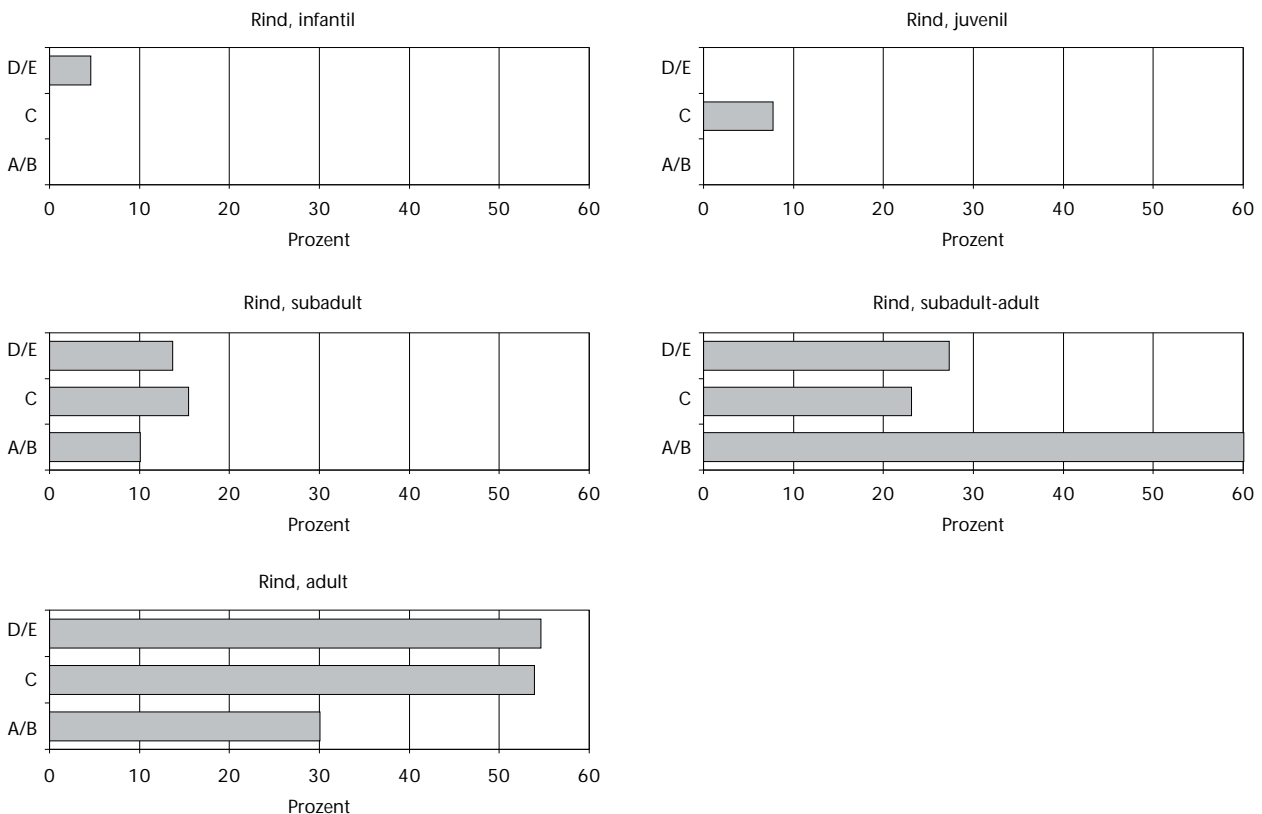 Rind, infantil
D/E
C
A/B
0 10 20 30 40 50 60
Prozent
Rind, juvenil
D/E
C
A/B
0 10 20 30 40 50 60
Prozent
Rind, subadult
D/E
C
A/B
0 10 20 30 40 50 60
Prozent
Rind, subadult-adult
D/E
C
A/B
0 10 20 30 40 50 60
Prozent
Rind, adult
D/E
C
A/B
0 10 20 30 40 50 60
Prozent